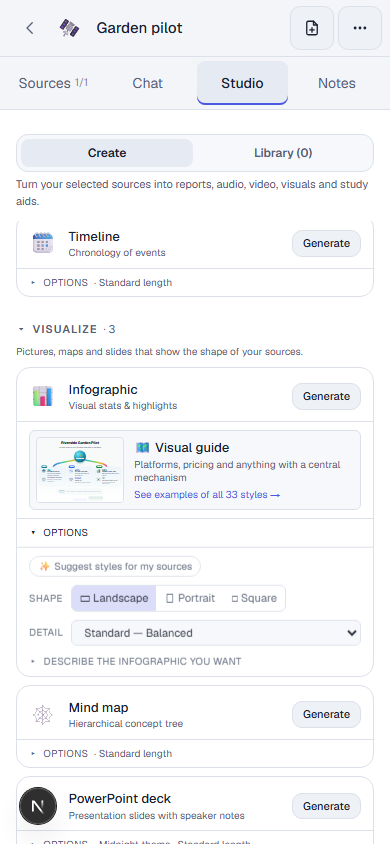 Garden pilot
Sources 1/1
Chat
Studio
Notes
Create
Library (0)
Turn your selected sources into reports, audio, video, visuals and study
aids.
Timeline
Chronology of events
Generate
OPTIONS · Standard length
VISUALIZE · 3
Pictures, maps and slides that show the shape of your sources.
Infographic
Visual stats & highlights
Generate
Riverside Garden Pilot
Visual guide
Platforms, pricing and anything with a central
mechanism
See examples of all 33 styles →
OPTIONS
Suggest styles for my sources
SHAPE
Landscape
Portrait
Square
DETAIL
Standard — Balanced
DESCRIBE THE INFOGRAPHIC YOU WANT
Mind map
Hierarchical concept tree
Generate
OPTIONS · Standard length
N
PowerPoint deck
Presentation slides with speaker notes
Generate
OPTIONS · Midnight theme · Standard length